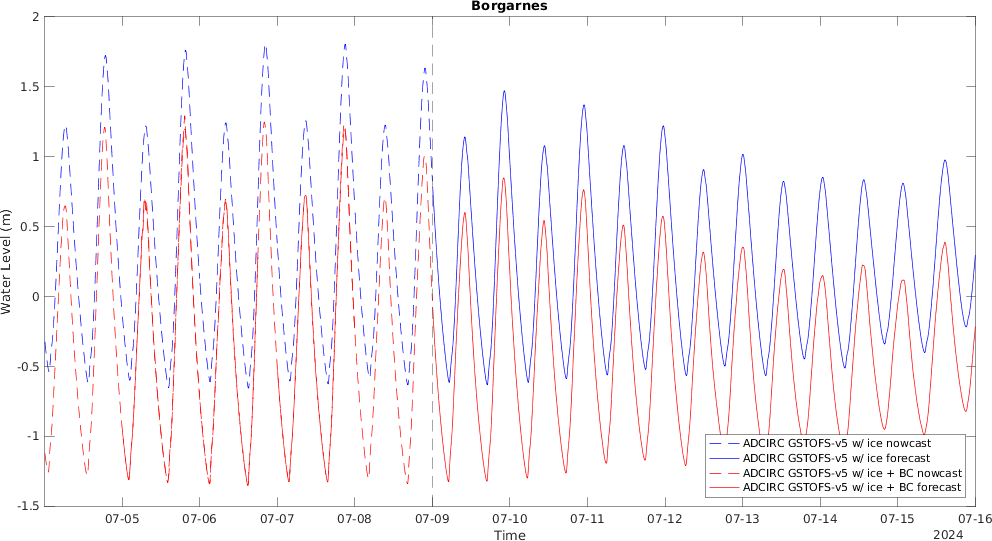 Borgarnes
2
1.5
1
0.5
0
-0.5
-1
-1.5
Water Level (m)
ADCIRC GSTOFS-v5 w/ ice nowcast
ADCIRC GSTOFS-v5 w/ ice forecast
ADCIRC GSTOFS-v5 w/ ice + BC nowcast
ADCIRC GSTOFS-v5 w/ ice + BC forecast
07-05 07-06 07-07 07-08 07-09 07-10 07-11 07-12 07-13 07-14 07-15 07-16
Time
2024